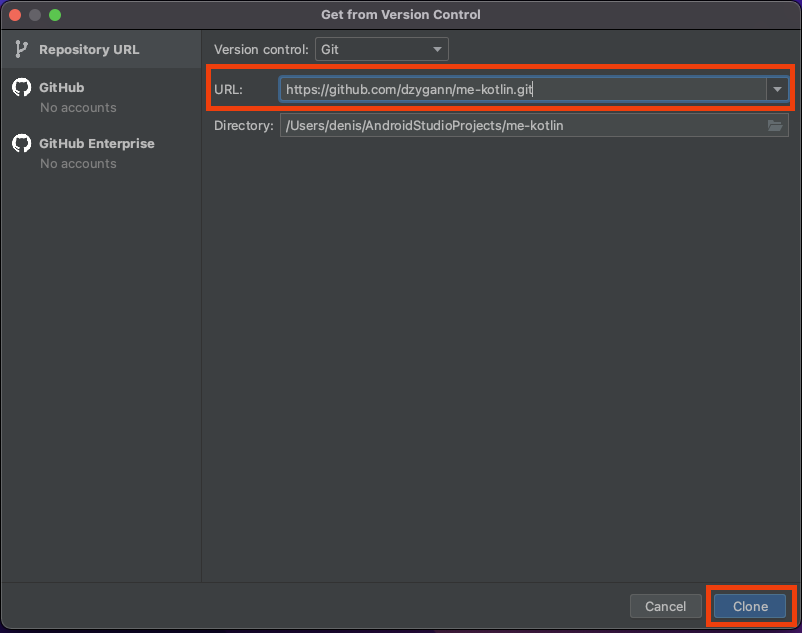 Get from Version Control
Repository URL
GitHub
No accounts
GitHub Enterprise
No accounts
Version control: Git
URL: https://github.com/dzygann/me-kotlin.git
Directory: /Users/denis/AndroidStudioProjects/me-kotlin
Cancel Clone